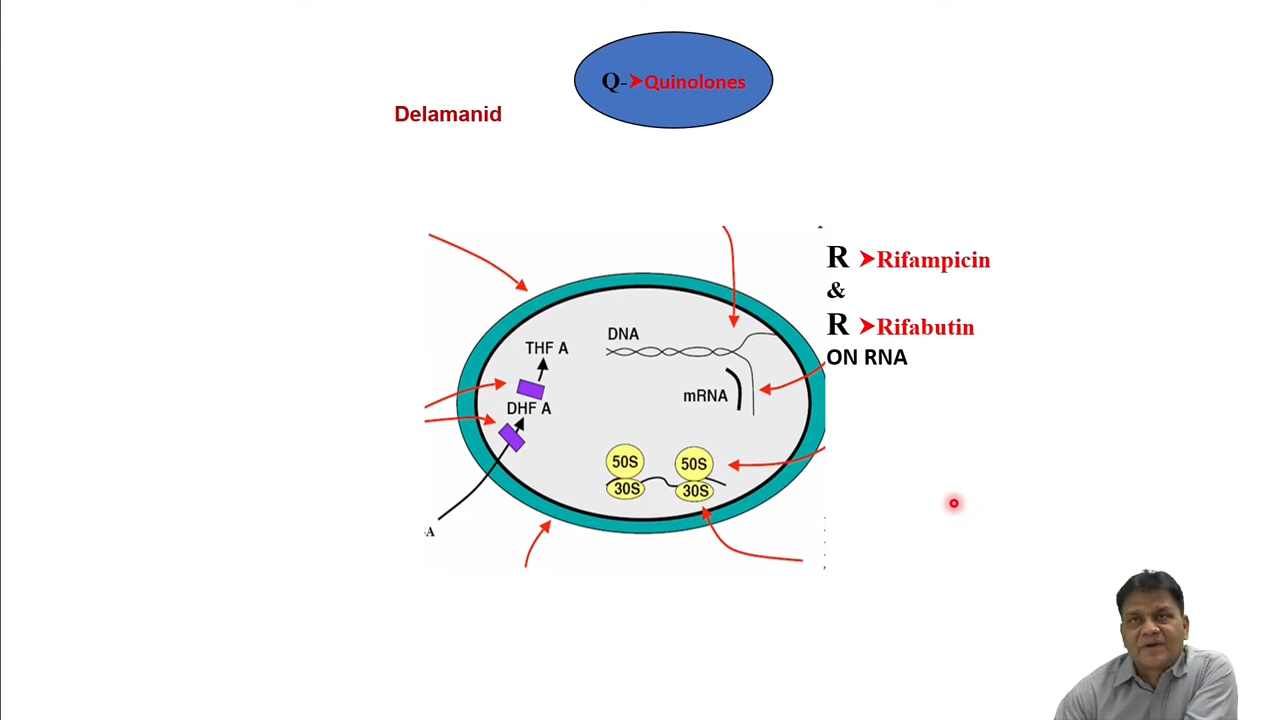 Q-➤Quinolones
Delamanid
R ➤Rifampicin
&
R ➤Rifabutin
ON RNA
DNA
THF A
mRNA
DHF A
50S 50S
30S 30S